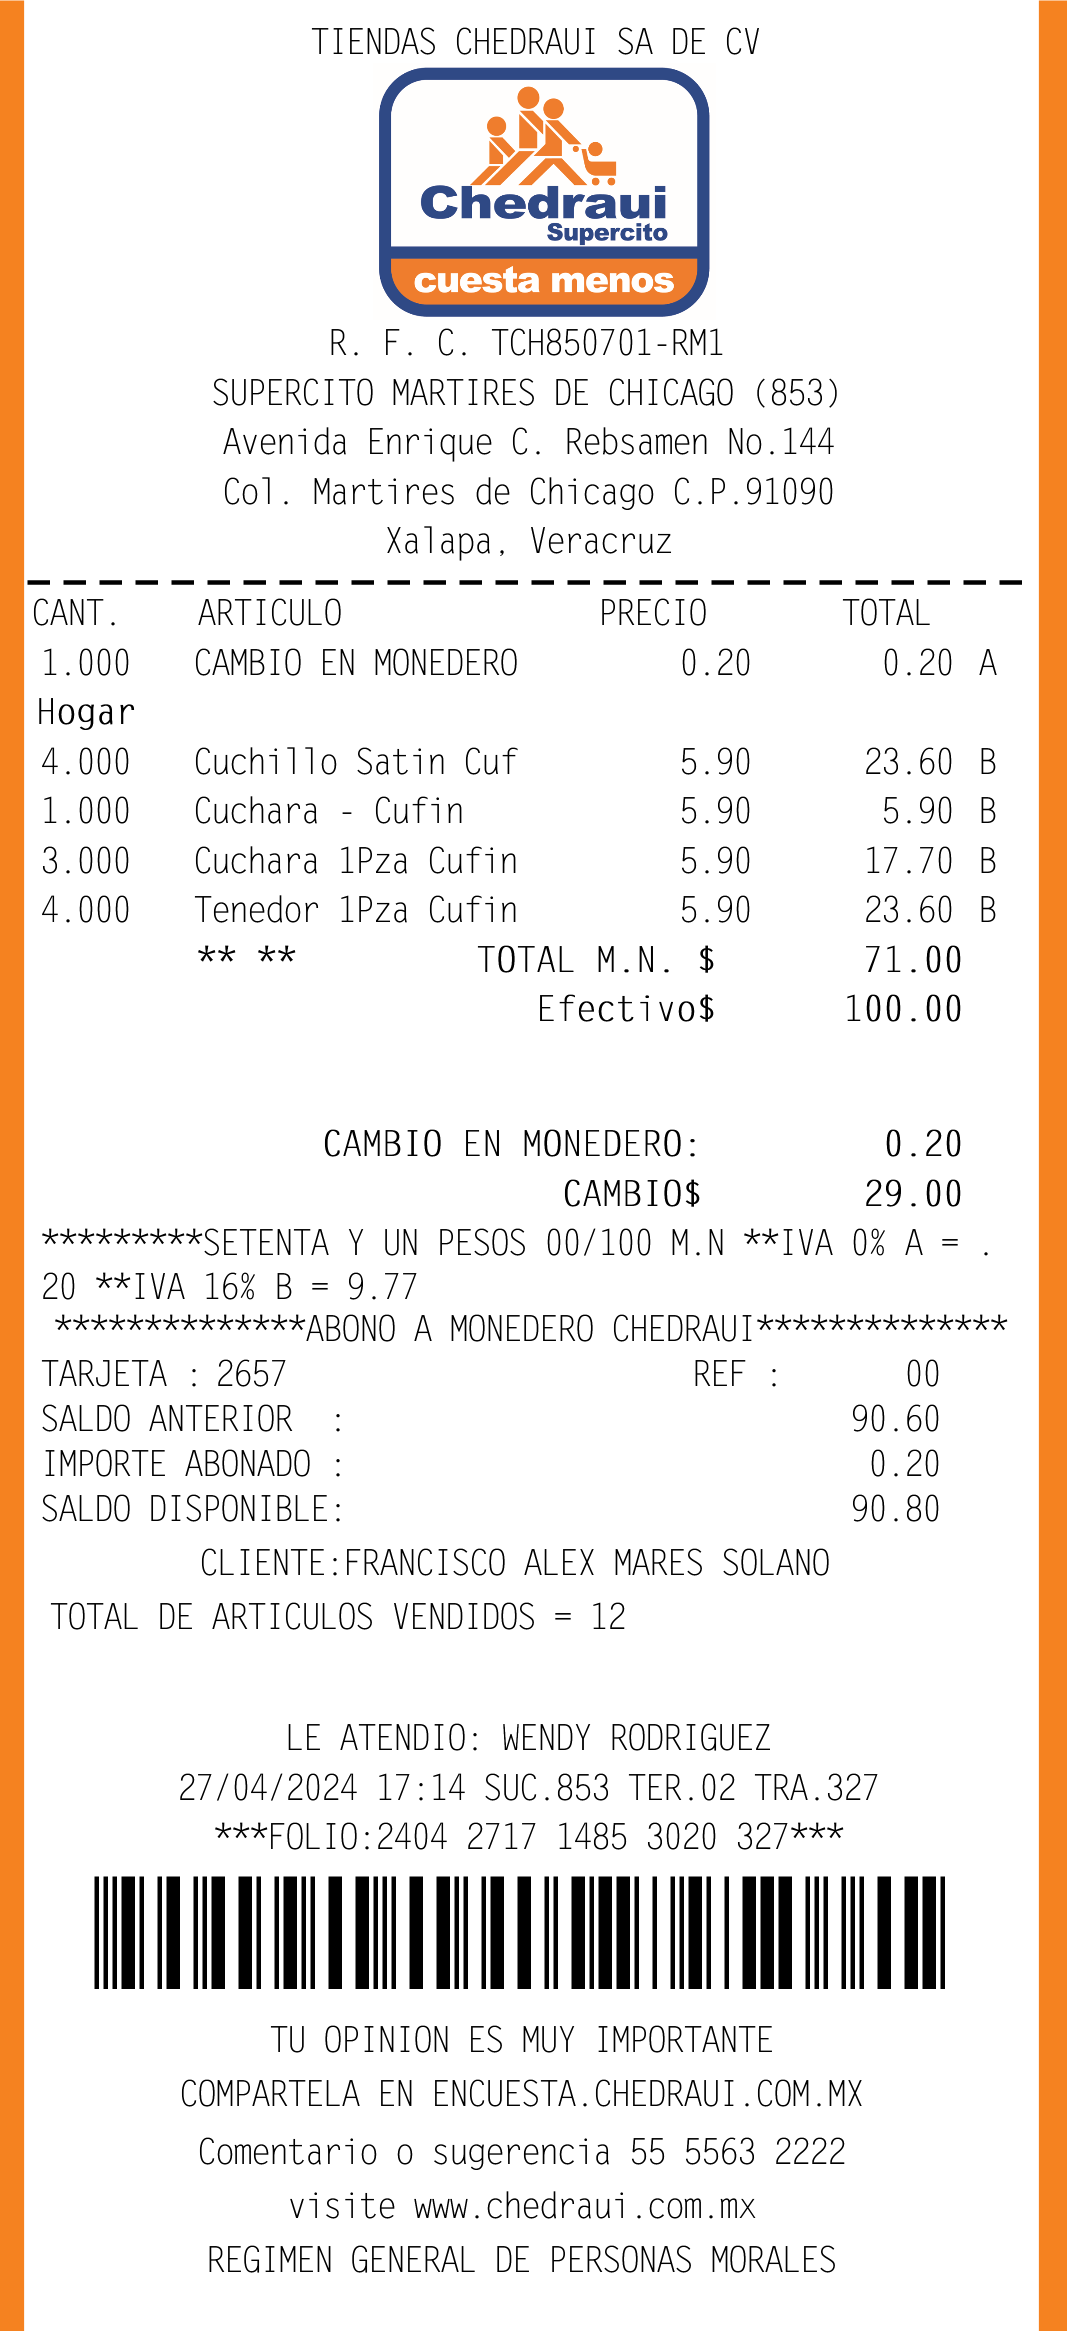 TIENDAS CHEDRAUI SA DE CV
Chedraui
Supercito
cuesta menos
R. F. C. TCH850701-RM1
SUPERCITO MARTIRES DE CHICAGO (853)
Avenida Enrique C. Rebsamen No.144
Col. Martires de Chicago C.P.91090
Xalapa, Veracruz
CANT. ARTICULO PRECIO TOTAL
1.000 CAMBIO EN MONEDERO 0.20 0.20 A
Hogar
4.000 Cuchillo Satin Cuf 5.90 23.60 B
1.000 Cuchara - Cufin 5.90 5.90 B
3.000 Cuchara 1Pza Cufin 5.90 17.70 B
4.000 Tenedor 1Pza Cufin 5.90 23.60 B
** ** TOTAL M.N. $ 71.00
Efectivo$ 100.00
CAMBIO EN MONEDERO: 0.20
CAMBIO$ 29.00
*********SETENTA Y UN PESOS 00/100 M.N **IVA 0% A = .
20 **IVA 16% B = 9.77
**************ABONO A MONEDERO CHEDRAUI**************
TARJETA : 2657 REF : 00
SALDO ANTERIOR : 90.60
IMPORTE ABONADO : 0.20
SALDO DISPONIBLE: 90.80
CLIENTE:FRANCISCO ALEX MARES SOLANO
TOTAL DE ARTICULOS VENDIDOS = 12
LE ATENDIO: WENDY RODRIGUEZ
27/04/2024 17:14 SUC.853 TER.02 TRA.327
***FOLIO:2404 2717 1485 3020 327***
TU OPINION ES MUY IMPORTANTE
COMPARTELA EN ENCUESTA.CHEDRAUI.COM.MX
Comentario o sugerencia 55 5563 2222
visite www.chedraui.com.mx
REGIMEN GENERAL DE PERSONAS MORALES